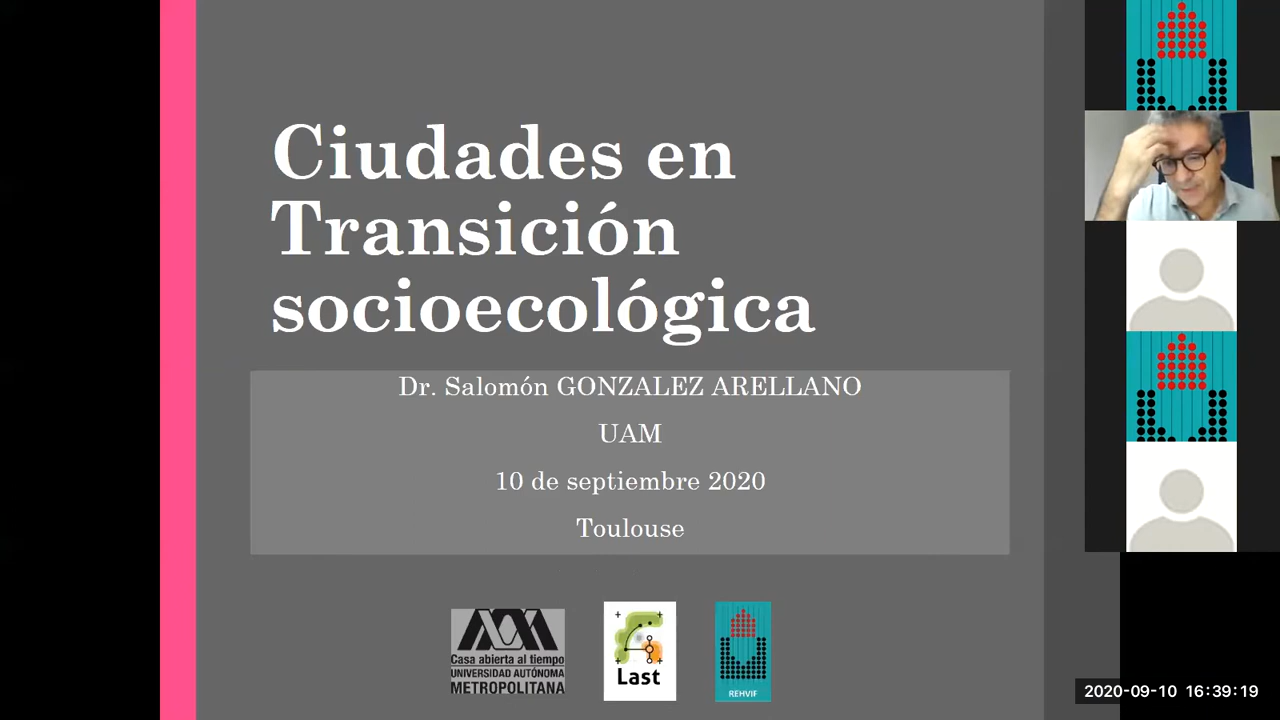 Ciudades en
Transición
socioecológica
Dr. Salomón GONZALEZ ARELLANO
UAM
10 de septiembre 2020
Toulouse
Casa abierta al tiempo
UNIVERSIDAD AUTÓNOMA
METROPOLITANA
Last
REHVIF
2020-09-10 16:39:19